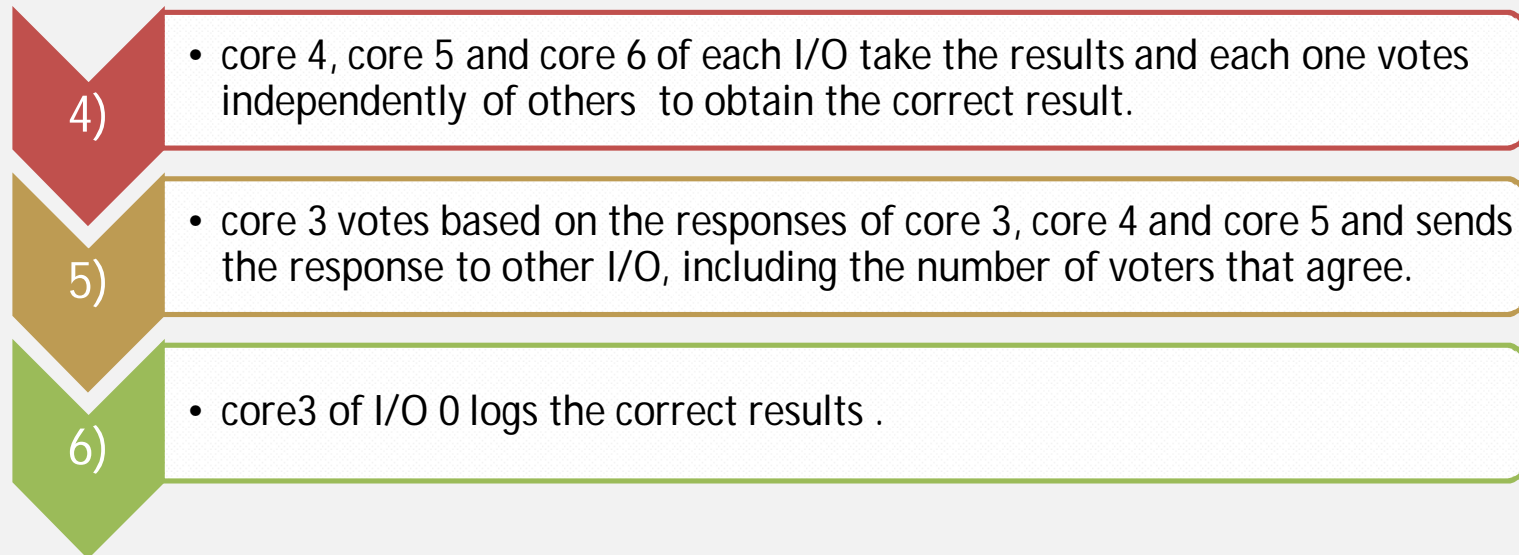 4)
• core 4, core 5 and core 6 of each I/O take the results and each one votes
independently of others to obtain the correct result.
5)
• core 3 votes based on the responses of core 3, core 4 and core 5 and sends
the response to other I/O, including the number of voters that agree.
6)
• core3 of I/O 0 logs the correct results .